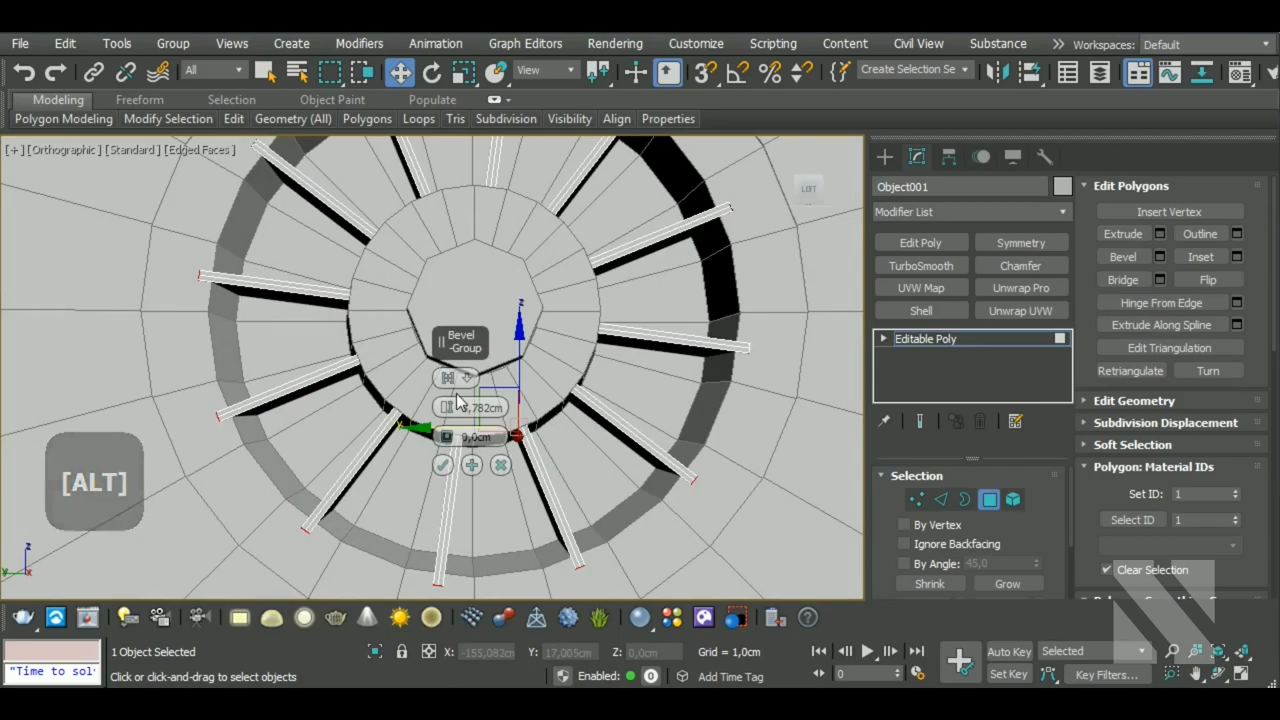 File Edit Tools Group Views Create Modifiers Animation Graph Editors Rendering Customize Scripting Content Civil View Substance Workspaces: Default
All View Create Selection Se
Modeling Freeform Selection Object Paint Populate
Polygon Modeling Modify Selection Edit Geometry (All) Polygons Loops Tris Subdivision Visibility Align Properties
[+] [Orthographic] [Standard] [Edged Faces]
LEFT
Object001
Modifier List
Edit Poly Symmetry
TurboSmooth Chamfer
UVW Map Unwrap Pro
Shell Unwrap UVW
Editable Poly
Selection
By Vertex
Ignore Backfacing
By Angle: 45,0
Shrink Grow
Edit Polygons
Insert Vertex
Extrude Outline
Bevel Inset
Bridge Flip
Hinge From Edge
Extrude Along Spline
Edit Triangulation
Retriangulate Turn
Edit Geometry
Subdivision Displacement
Soft Selection
Polygon: Material IDs
Set ID: 1
Select ID 1
Clear Selection
Bevel
-Group
,782cm
0,0cm
z
[ALT]
z
y x
1 Object Selected X: -155,082cm Y: 17,005cm Z: 0,0cm Grid = 1,0cm Auto Key Selected
"Time to sol Click or click-and-drag to select objects Enabled: 0 Add Time Tag 0 Set Key Key Filters...